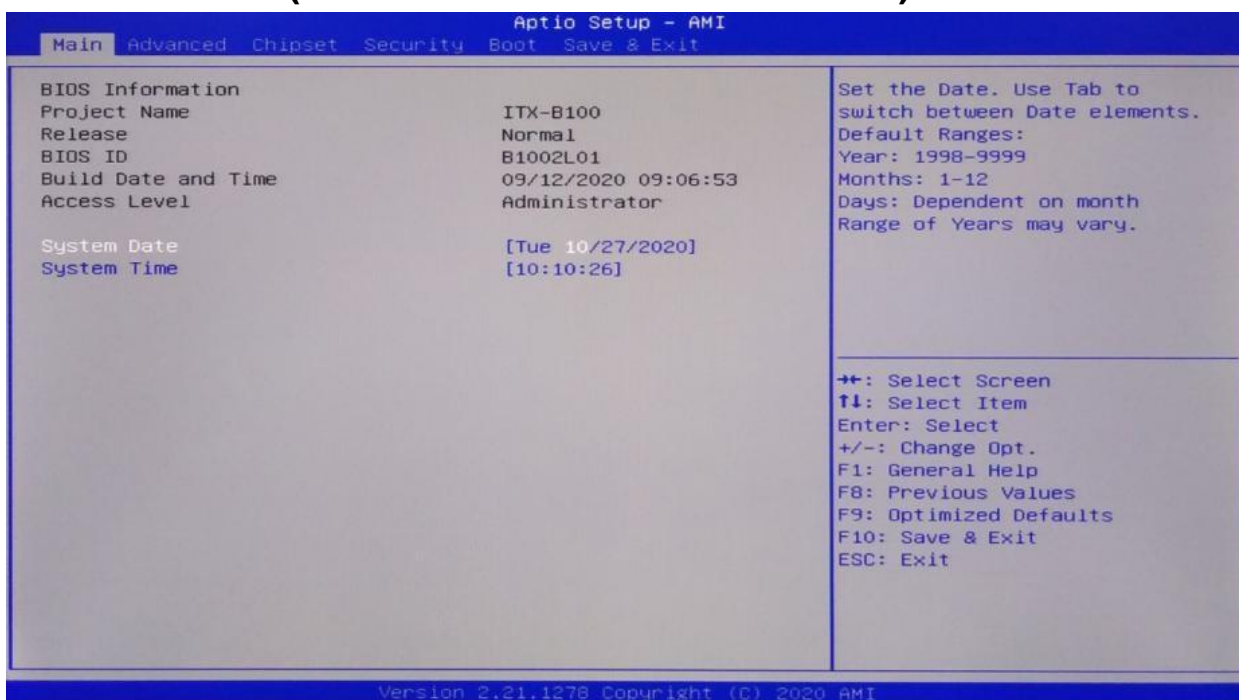 Aptio Setup – AMI
Main Advanced Chipset Security Boot Save & Exit
BIOS Information
Project Name ITX-B100
Release Normal
BIOS ID B1002L01
Build Date and Time 09/12/2020 09:06:53
Access Level Administrator
System Date [Tue 10/27/2020]
System Time [10:10:26]
Set the Date. Use Tab to
switch between Date elements.
Default Ranges:
Year: 1998-9999
Months: 1-12
Days: Dependent on month
Range of Years may vary.
→←: Select Screen
↑↓: Select Item
Enter: Select
+/-: Change Opt.
F1: General Help
F8: Previous Values
F9: Optimized Defaults
F10: Save & Exit
ESC: Exit
Version 2.21.1278 Copyright (C) 2020 AMI